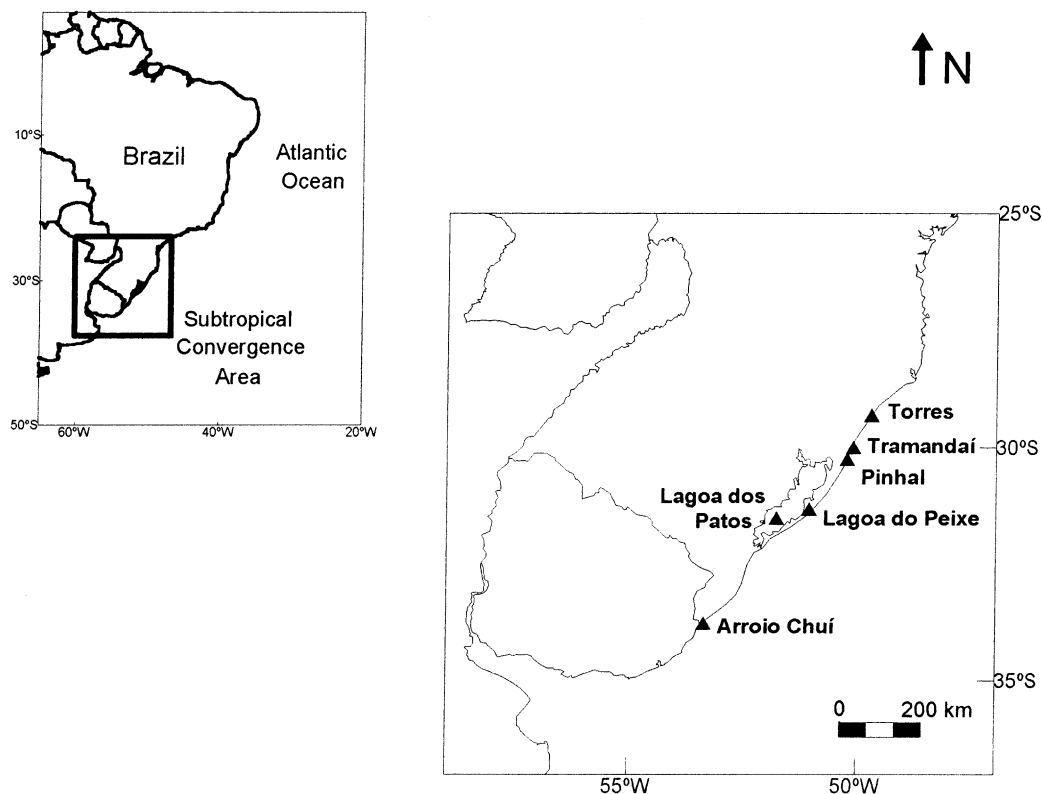 N
10°S
Brazil
Atlantic
Ocean
30°S
Subtropical
Convergence
Area
50°S
60°W
40°W
20°W
25°S
Torres
Tramandaí
30°S
Pinhal
Lagoa dos
Patos
Lagoa do Peixe
Arroio Chuí
35°S
0
200 km
55°W
50°W